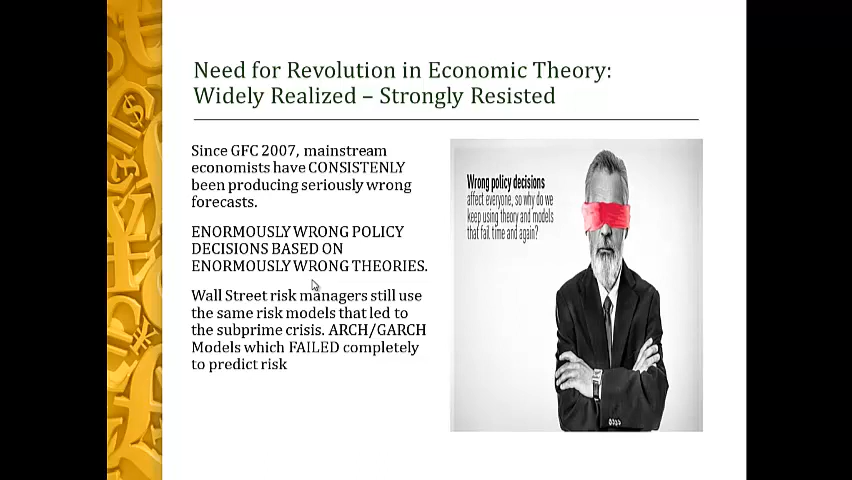 Need for Revolution in Economic Theory:
Widely Realized – Strongly Resisted
Since GFC 2007, mainstream
economists have CONSISTENLY
been producing seriously wrong
forecasts.
ENORMOUSLY WRONG POLICY
DECISIONS BASED ON
ENORMOUSLY WRONG THEORIES.
Wall Street risk managers still use
the same risk models that led to
the subprime crisis. ARCH/GARCH
Models which FAILED completely
to predict risk
Wrong policy decisions
affect everyone, so why do we
keep using theory and models
that fail time and again?